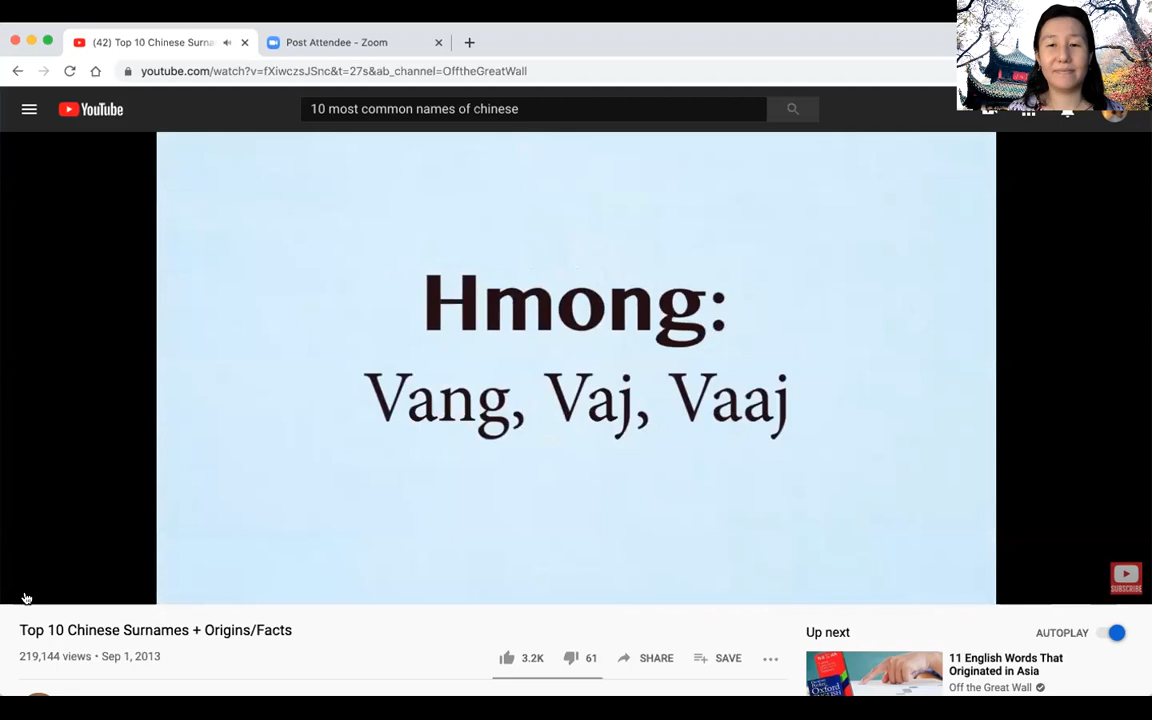 (42) Top 10 Chinese Surna
Post Attendee - Zoom
youtube.com/watch?v=fXiwczsJSnc&t=27s&ab_channel=OfftheGreatWall
YouTube
10 most common names of chinese
Hmong:
Vang, Vaj, Vaaj
SUBSCRIBE
Top 10 Chinese Surnames + Origins/Facts
219,144 views • Sep 1, 2013
3.2K
61
SHARE
SAVE
Up next
AUTOPLAY
11 English Words That
Originated in Asia
Off the Great Wall
Oxford